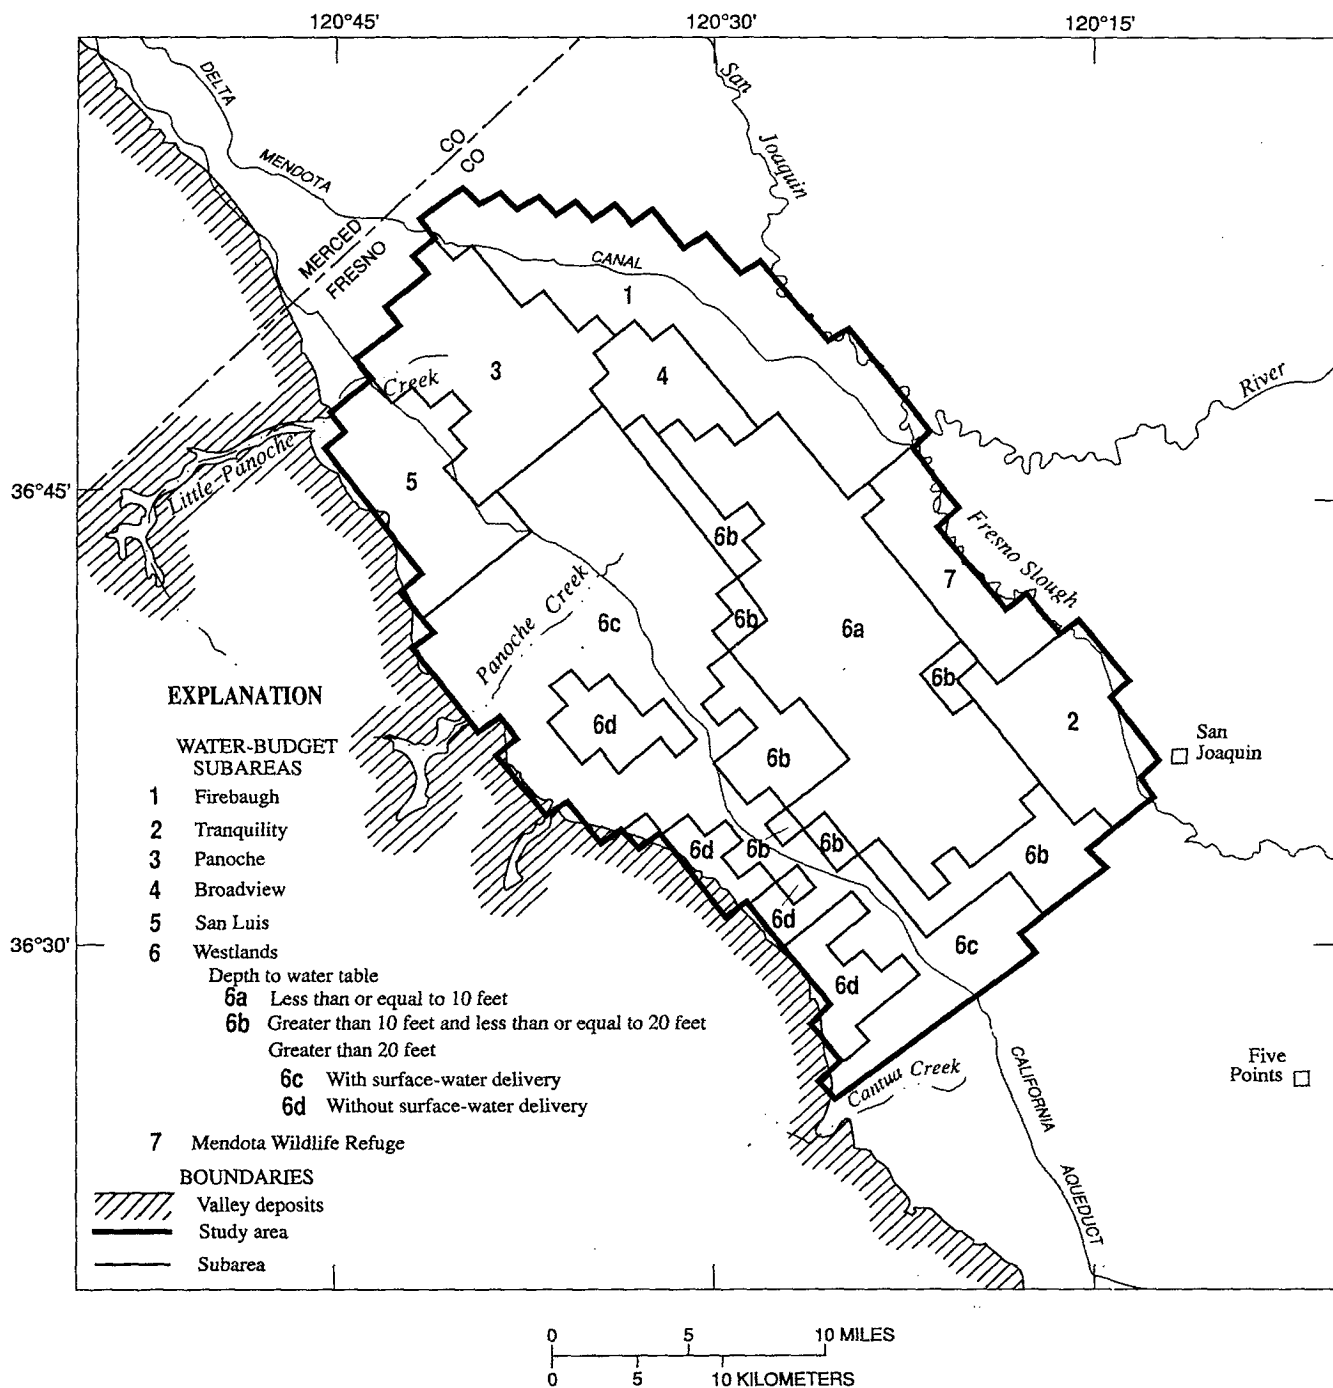 120°45'
120°30'
120°15'
DELTA
MENDOTA
CANAL
San
Joaquin
River
CO
CO
MERCED
FRESNO
1
3
4
Creek
Little Panoche
5
36°45'
6b
Fresno Slough
7
6b
6a
Panoche Creek
6c
6b
6d
2
San
Joaquin
6b
6d
6b
6b
6b
6d
36°30'
6c
6d
Five
Points
Cantua Creek
CALIFORNIA
AQUEDUCT
EXPLANATION
WATER-BUDGET
SUBAREAS
1 Firebaugh
2 Tranquility
3 Panoche
4 Broadview
5 San Luis
6 Westlands
Depth to water table
6a Less than or equal to 10 feet
6b Greater than 10 feet and less than or equal to 20 feet
Greater than 20 feet
6c With surface-water delivery
6d Without surface-water delivery
7 Mendota Wildlife Refuge
BOUNDARIES
Valley deposits
Study area
Subarea
0 5 10 MILES
0 5 10 KILOMETERS